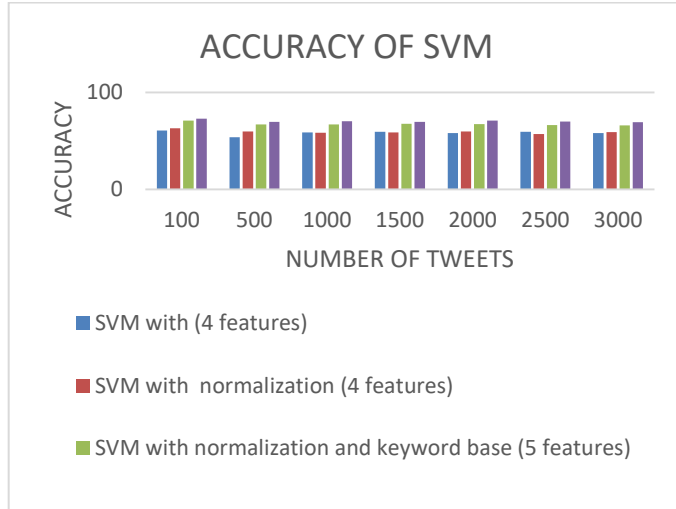 ACCURACY OF SVM
100
0
ACCURACY
100 500 1000 1500 2000 2500 3000
NUMBER OF TWEETS
SVM with (4 features)
SVM with normalization (4 features)
SVM with normalization and keyword base (5 features)